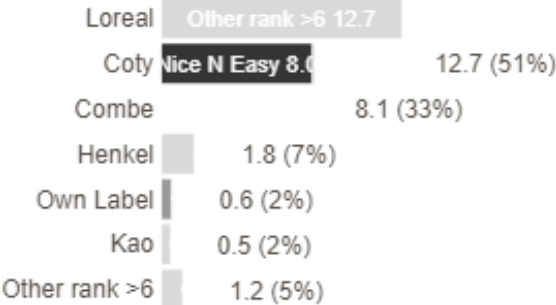 Loreal Other rank >6 12.7
Coty Nice N Easy 8.0 12.7 (51%)
Combe 8.1 (33%)
Henkel 1.8 (7%)
Own Label 0.6 (2%)
Kao 0.5 (2%)
Other rank >6 1.2 (5%)